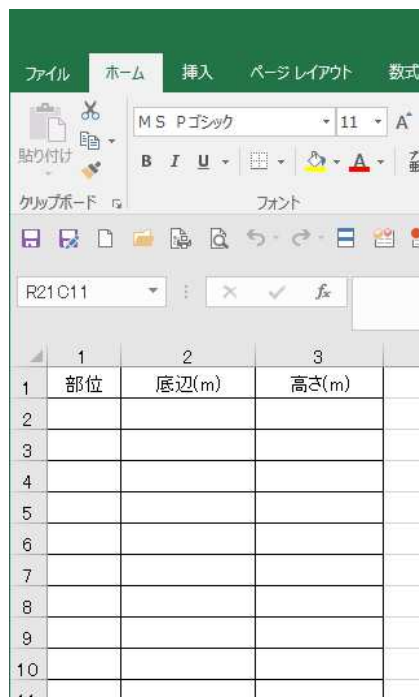 ファイル ホーム 挿入 ページ レイアウト 数式
貼り付け
MS Pゴシック 11 A
B I U A
クリップボード フォント
R21C11 fx
1 2 3
1 部位 底辺(m) 高さ(m)
2
3
4
5
6
7
8
9
10